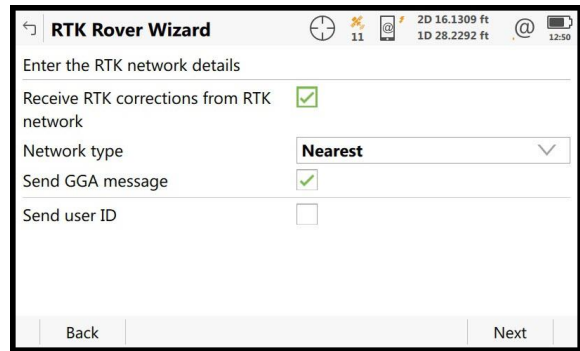 RTK Rover Wizard
11
@
2D 16.1309 ft
1D 28.2292 ft
@
12:50
Enter the RTK network details
Receive RTK corrections from RTK
network
Network type
Nearest
Send GGA message
Send user ID
Back
Next